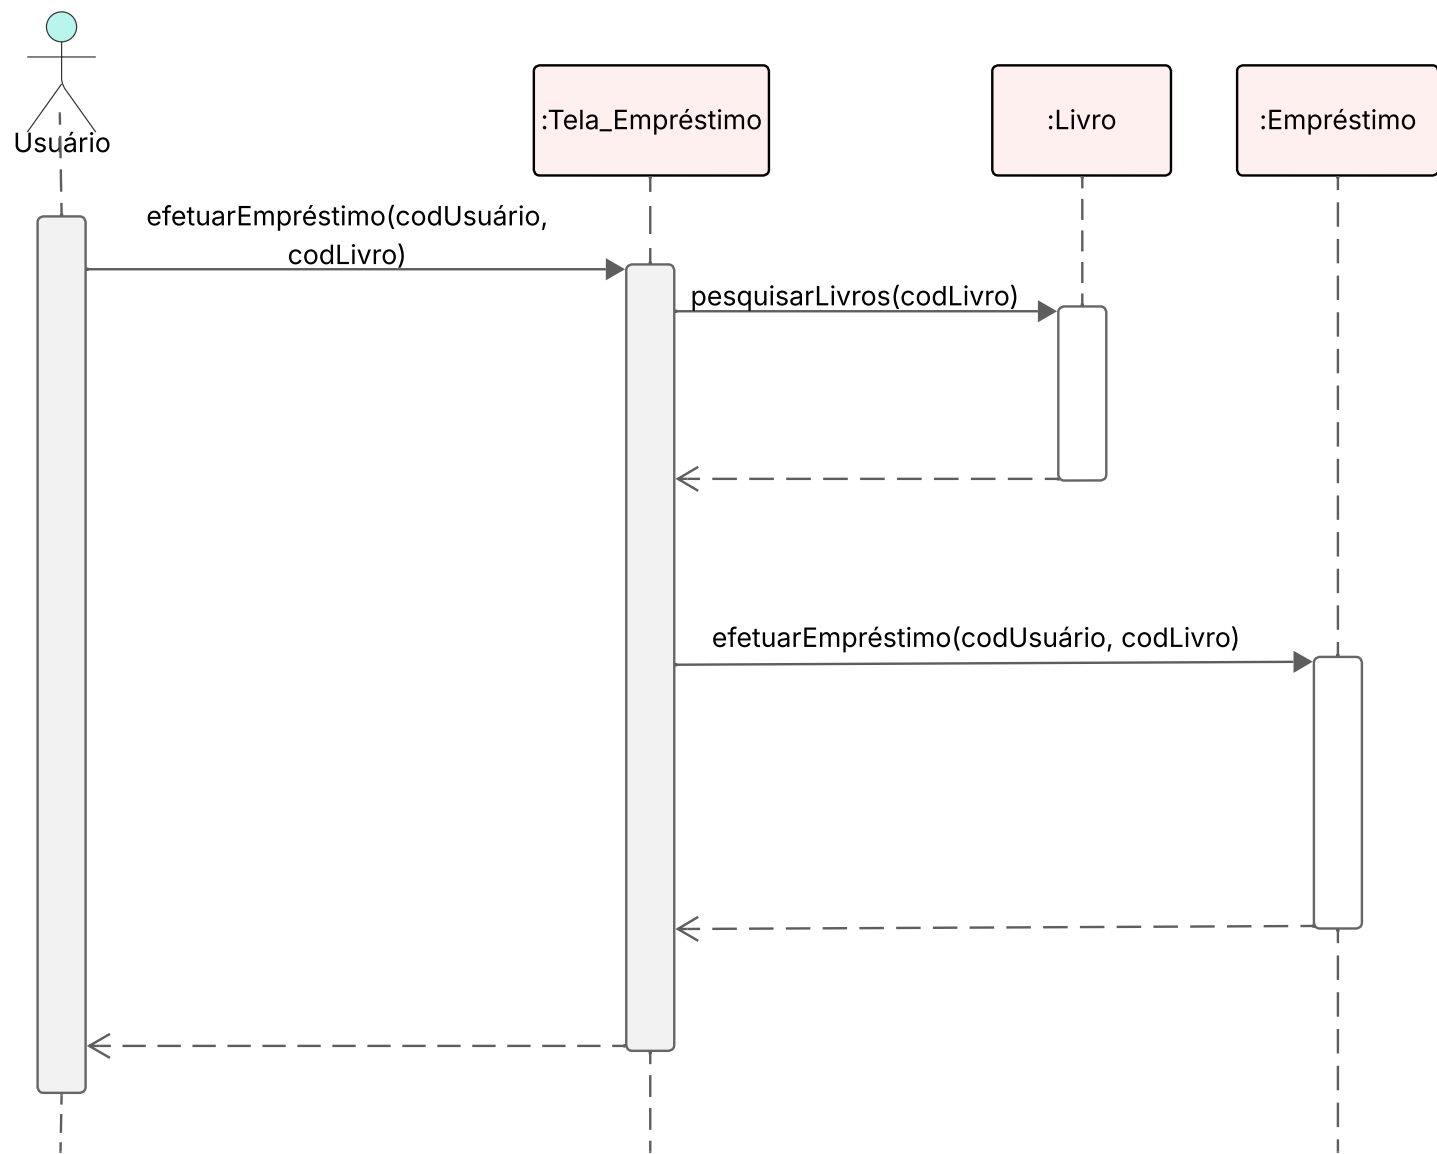 Usuário
:Tela_Empréstimo
:Livro
:Empréstimo
efetuarEmpréstimo(codUsuário,
codLivro)
pesquisarLivros(codLivro)
efetuarEmpréstimo(codUsuário, codLivro)